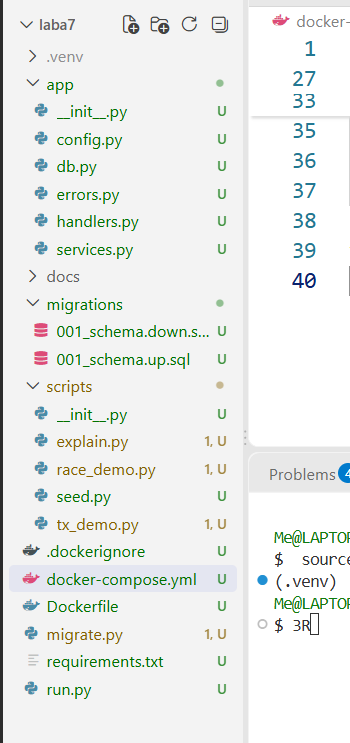 laba7
.venv
app
__init__.py U
config.py U
db.py U
errors.py U
handlers.py U
services.py U
docs
migrations
001_schema.down.s... U
001_schema.up.sql U
scripts
__init__.py U
explain.py 1, U
race_demo.py 1, U
seed.py U
tx_demo.py 1, U
.dockerignore U
docker-compose.yml U
Dockerfile U
migrate.py 1, U
requirements.txt U
run.py U
docker-
1
27
33
35
36
37
38
39
40
Problems 4
Me@LAPTOP
$ source
(.venv)
Me@LAPTOP
$ 3R